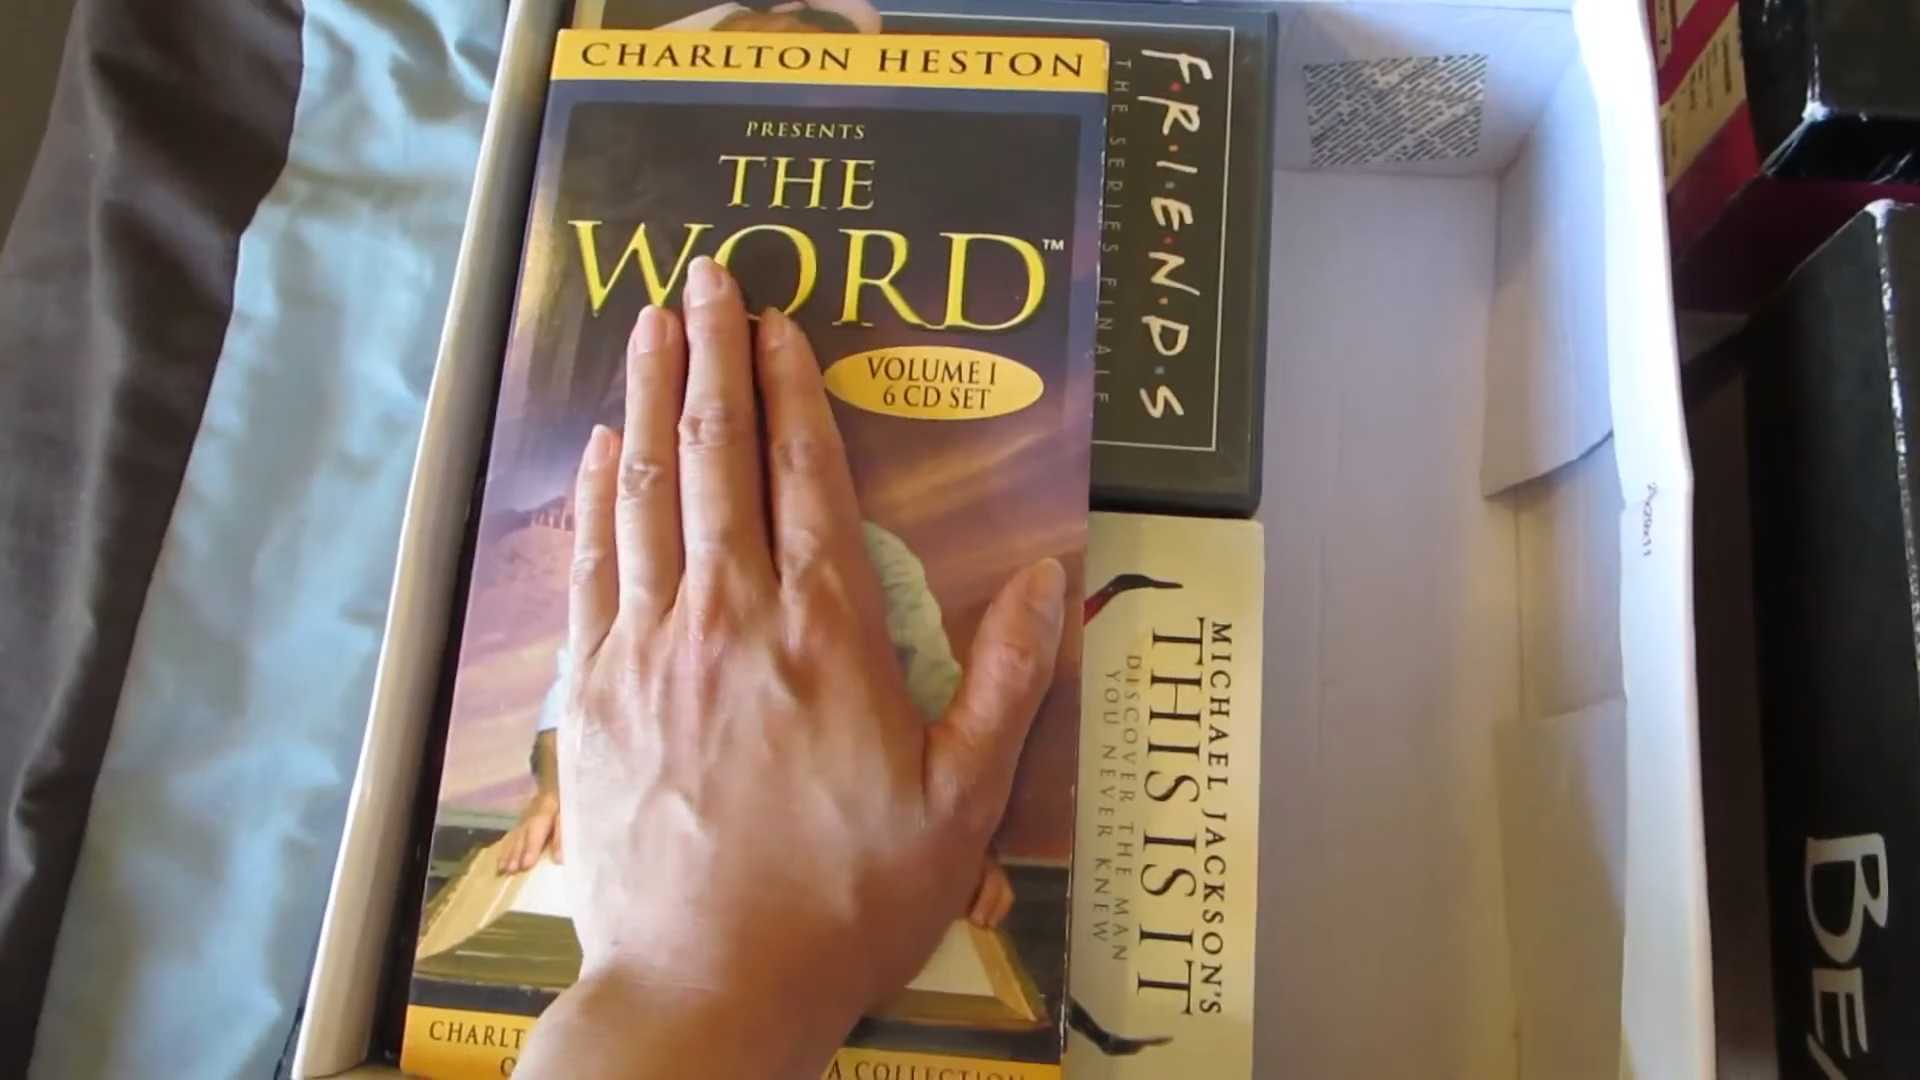 CHARLTON HESTON
PRESENTS
THE
WORD™
VOLUME I
6 CD SET
A COLLECTION
F·R·I·E·N·D·S
THE SERIES FINALE
MICHAEL JACKSON'S
THIS IS IT
DISCOVER THE MAN
YOU NEVER KNEW